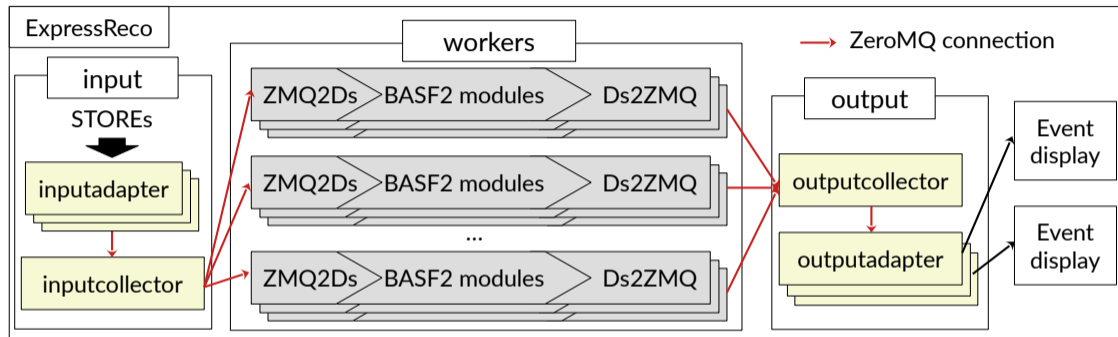 ExpressReco
input
STOREs
inputadapter
inputcollector
workers
ZMQ2Ds BASF2 modules Ds2ZMQ
ZMQ2Ds BASF2 modules Ds2ZMQ
...
ZMQ2Ds BASF2 modules Ds2ZMQ
ZeroMQ connection
output
outputcollector
outputadapter
Event
display
Event
display